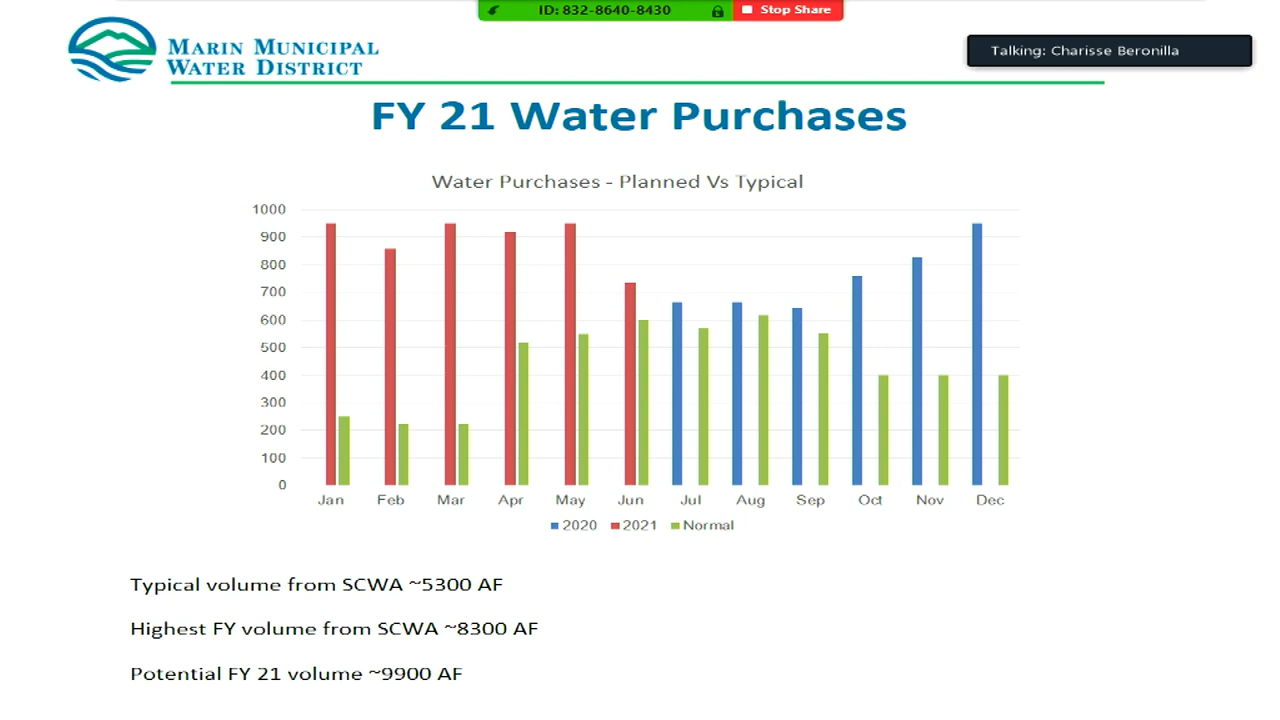 ID: 832-8640-8430
Stop Share
MARIN MUNICIPAL
WATER DISTRICT
Talking: Charisse Beronilla
FY 21 Water Purchases
Water Purchases - Planned Vs Typical
1000
900
800
700
600
500
400
300
200
100
0
Jan Feb Mar Apr May Jun Jul Aug Sep Oct Nov Dec
2020 2021 Normal
Typical volume from SCWA ~5300 AF
Highest FY volume from SCWA ~8300 AF
Potential FY 21 volume ~9900 AF